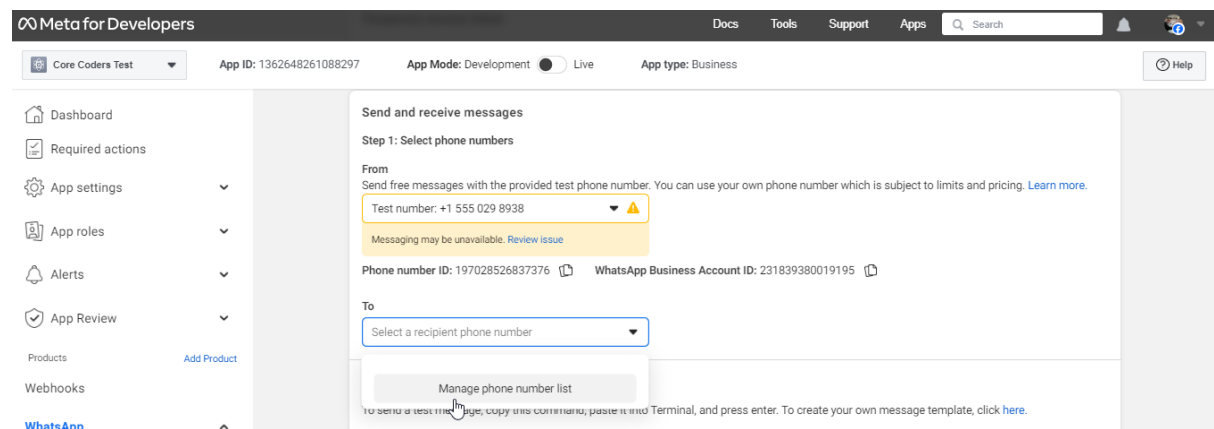 Meta for Developers
Docs
Tools
Support
Apps
Search
Core Coders Test
App ID: 1362648261088297
App Mode: Development
Live
App type: Business
Help
Dashboard
Required actions
App settings
App roles
Alerts
App Review
Products
Add Product
Webhooks
WhatsApp
Send and receive messages
Step 1: Select phone numbers
From
Send free messages with the provided test phone number. You can use your own phone number which is subject to limits and pricing. Learn more.
Test number: +1 555 029 8938
Messaging may be unavailable. Review issue
Phone number ID: 197028526837376
WhatsApp Business Account ID: 231839380019195
To
Select a recipient phone number
Manage phone number list
To send a test message, copy this command, paste it into Terminal, and press enter. To create your own message template, click here.